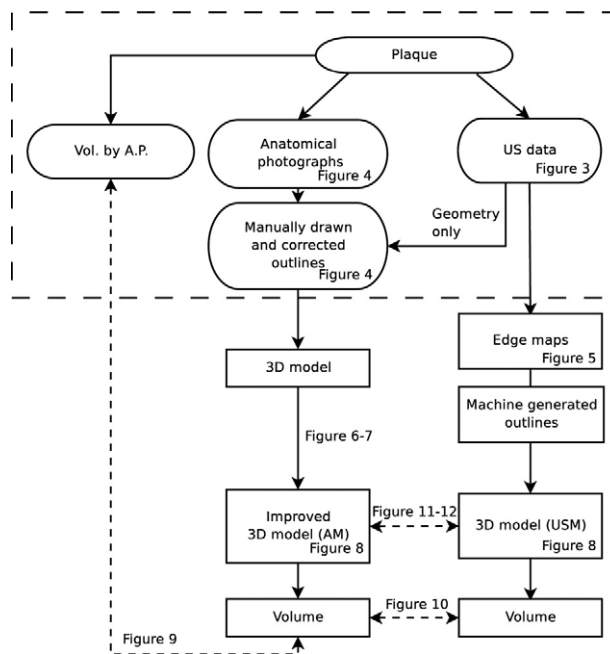 Plaque
Vol. by A.P.
Anatomical
photographs
Figure 4
US data
Figure 3
Manually drawn
and corrected
outlines
Figure 4
Geometry
only
3D model
Edge maps
Figure 5
Machine generated
outlines
Figure 6-7
Improved
3D model (AM)
Figure 8
Figure 11-12
3D model (USM)
Figure 8
Volume
Figure 10
Volume
Figure 9